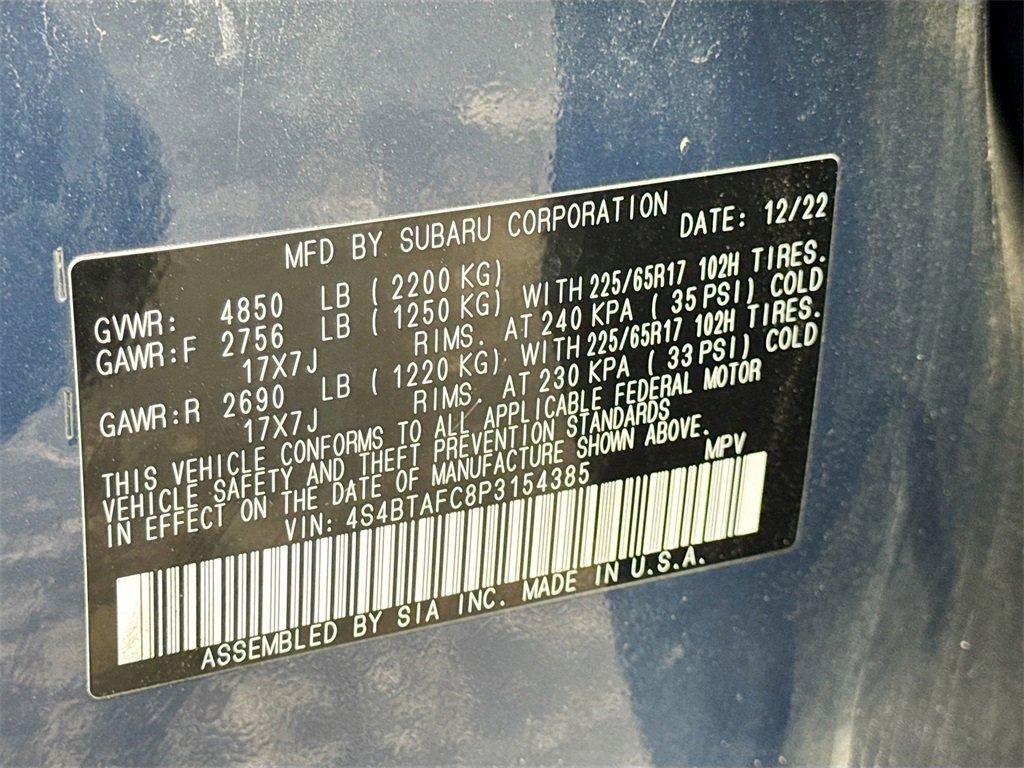 MFD BY SUBARU CORPORATION DATE: 12/22
GVWR: 4850 LB ( 2200 KG)
GAWR:F 2756 LB ( 1250 KG) WITH 225/65R17 102H TIRES.
17X7J RIMS. AT 240 KPA ( 35 PSI) COLD
GAWR:R 2690 LB ( 1220 KG) WITH 225/65R17 102H TIRES.
17X7J RIMS. AT 230 KPA ( 33 PSI) COLD
THIS VEHICLE CONFORMS TO ALL APPLICABLE FEDERAL MOTOR
VEHICLE SAFETY AND THEFT PREVENTION STANDARDS
IN EFFECT ON THE DATE OF MANUFACTURE SHOWN ABOVE.
VIN: 4S4BTAFC8P3154385 MPV
ASSEMBLED BY SIA INC. MADE IN U.S.A.